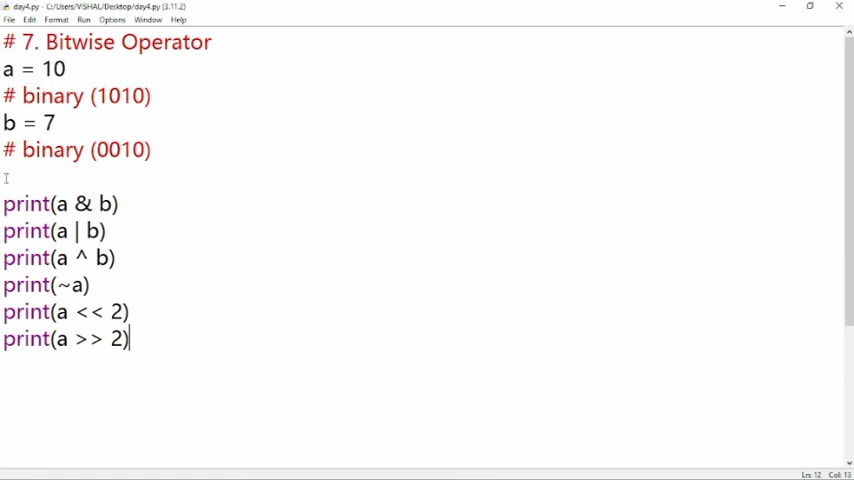 day4.py - C:/Users/VISHAL/Desktop/day4.py (3.11.2)
File Edit Format Run Options Window Help
# 7. Bitwise Operator
a = 10
# binary (1010)
b = 7
# binary (0010)
print(a & b)
print(a | b)
print(a ^ b)
print(~a)
print(a << 2)
print(a >> 2)
Ln: 12 Col: 13